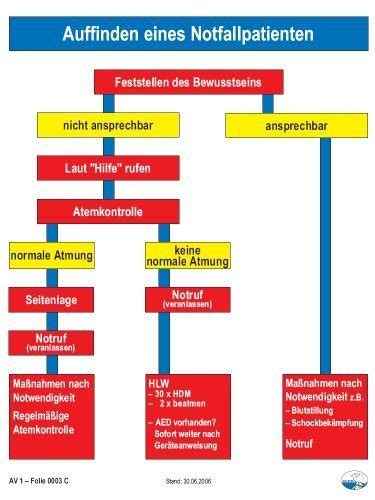 Auffinden eines Notfallpatienten
Feststellen des Bewusstseins
nicht ansprechbar
ansprechbar
Laut "Hilfe" rufen
Atemkontrolle
normale Atmung
keine
normale Atmung
Seitenlage
Notruf
(veranlassen)
Notruf
(veranlassen)
Maßnahmen nach
Notwendigkeit
Regelmäßige
Atemkontrolle
HLW
– 30 x HDM
– 2 x beatmen
– AED vorhanden?
Sofort weiter nach
Geräteanweisung
Maßnahmen nach
Notwendigkeit z.B.
– Blutstillung
– Schockbekämpfung
Notruf
AV 1 – Folie 0003 C
Stand: 30.06.2006